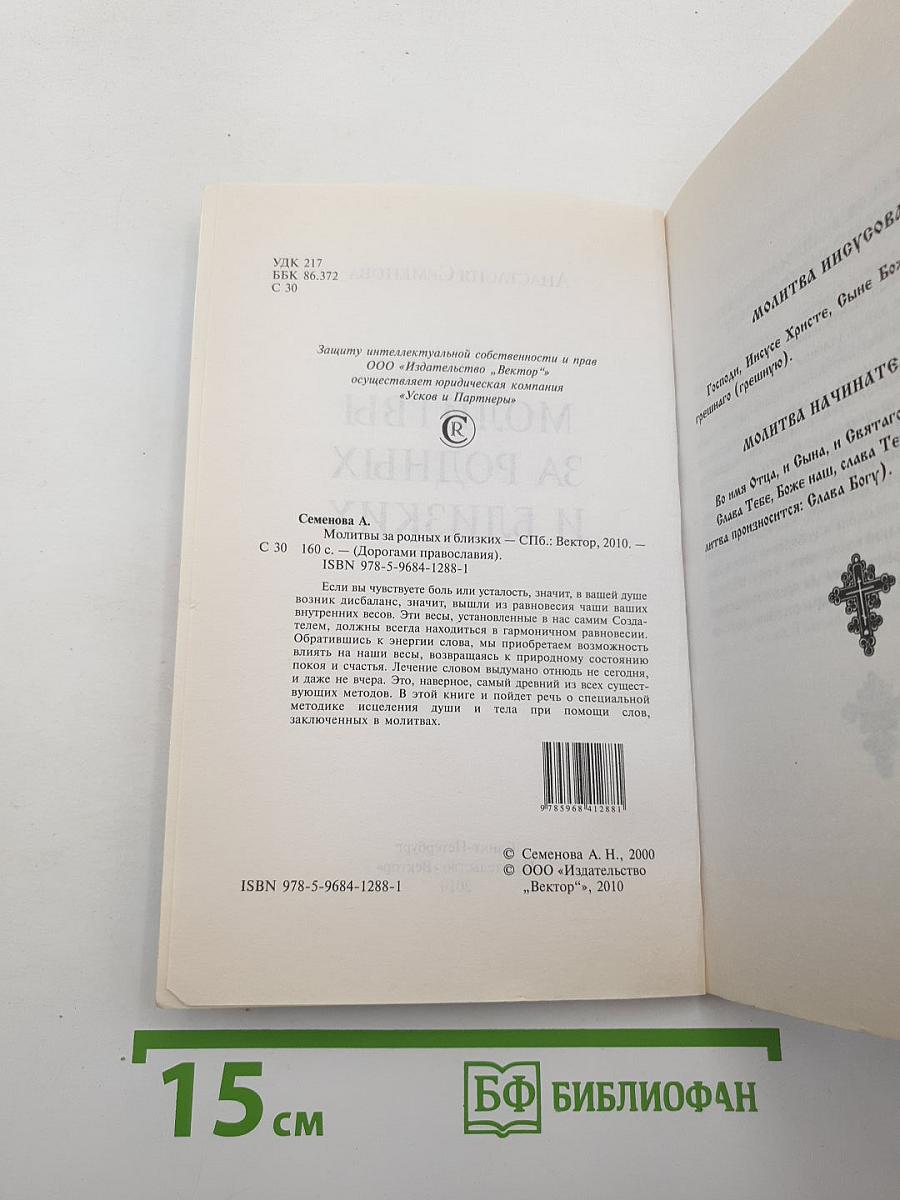 УДК 217
ББК 86.372
С 30
Защиту интеллектуальной собственности и прав
ООО «Издательство „Вектор“»
осуществляет юридическая компания
«Усков и Партнеры»
CR
Семенова А.
Молитвы за родных и близких — СПб.: Вектор, 2010. —
С 30 160 с. — (Дорогами православия).
ISBN 978-5-9684-1288-1
Если вы чувствуете боль или усталость, значит, в вашей душе
возник дисбаланс, значит, вышли из равновесия чаши ваших
внутренних весов. Эти весы, установленные в нас самим Созда-
телем, должны всегда находиться в гармоничном равновесии.
Обратившись к энергии слова, мы приобретаем возможность
влиять на наши весы, возвращаясь к природному состоянию
покоя и счастья. Лечение словом выдумано отнюдь не сегодня,
и даже не вчера. Это, наверное, самый древний из всех сущест-
вующих методов. В этой книге и пойдет речь о специальной
методике исцеления души и тела при помощи слов,
заключенных в молитвах.
9 785968 412881
© Семенова А. Н., 2000
© ООО «Издательство
„Вектор“», 2010
ISBN 978-5-9684-1288-1
МОЛИТВА ИИСУСОВА
Господи, Иисусе Христе, Сыне Бож
грешнаго (грешную).
МОЛИТВА НАЧИНАТЕ
Во имя Отца, и Сына, и Святаго
Слава Тебе, Боже наш, слава Те
литва произносится: Слава Богу).
15 см
БФ БИБЛИОФАН